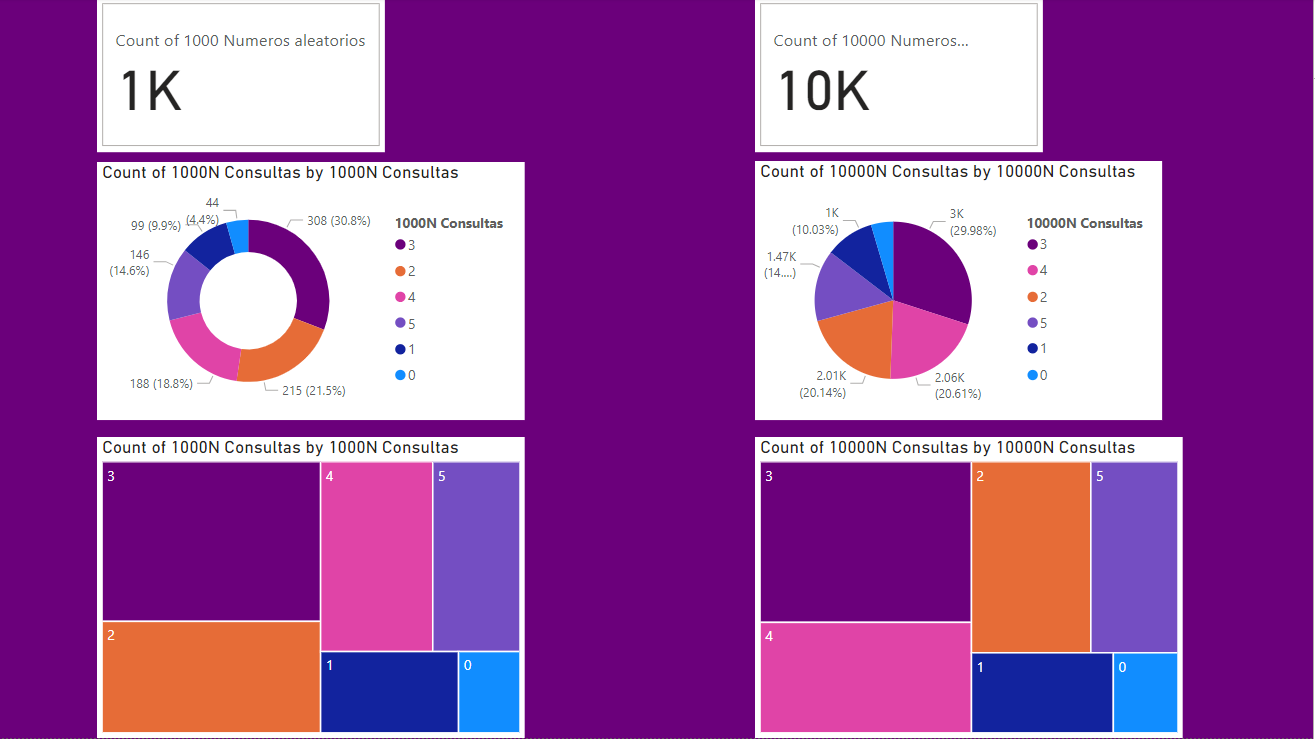 Count of 1000 Numeros aleatorios
1K
Count of 10000 Numeros...
10K
Count of 1000N Consultas by 1000N Consultas
44
(4.4%)
99 (9.9%)
146
(14.6%)
188 (18.8%)
215 (21.5%)
308 (30.8%)
1000N Consultas
3
2
4
5
1
0
Count of 10000N Consultas by 10000N Consultas
1K
(10.03%)
1.47K
(14....)
2.01K
(20.14%)
2.06K
(20.61%)
3K
(29.98%)
10000N Consultas
3
4
2
5
1
0
Count of 1000N Consultas by 1000N Consultas
3
4
5
2
1
0
Count of 10000N Consultas by 10000N Consultas
3
2
5
4
1
0